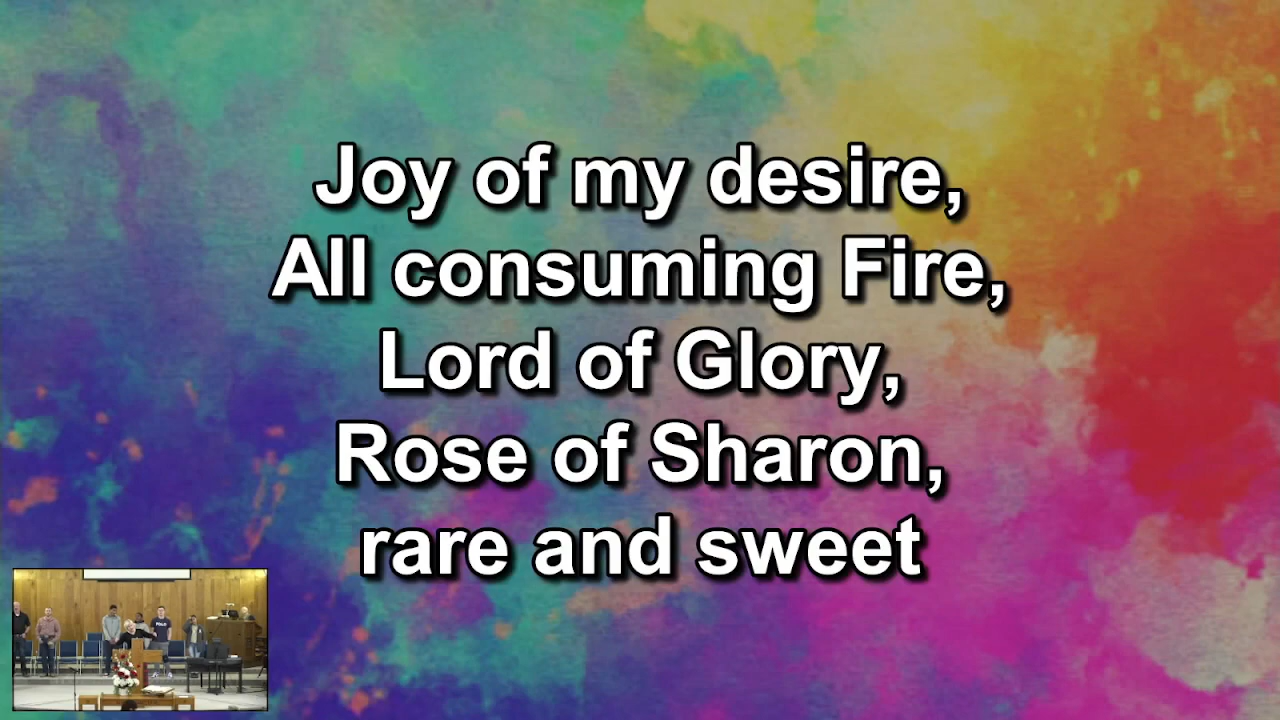 Joy of my desire,
All consuming Fire,
Lord of Glory,
Rose of Sharon,
rare and sweet